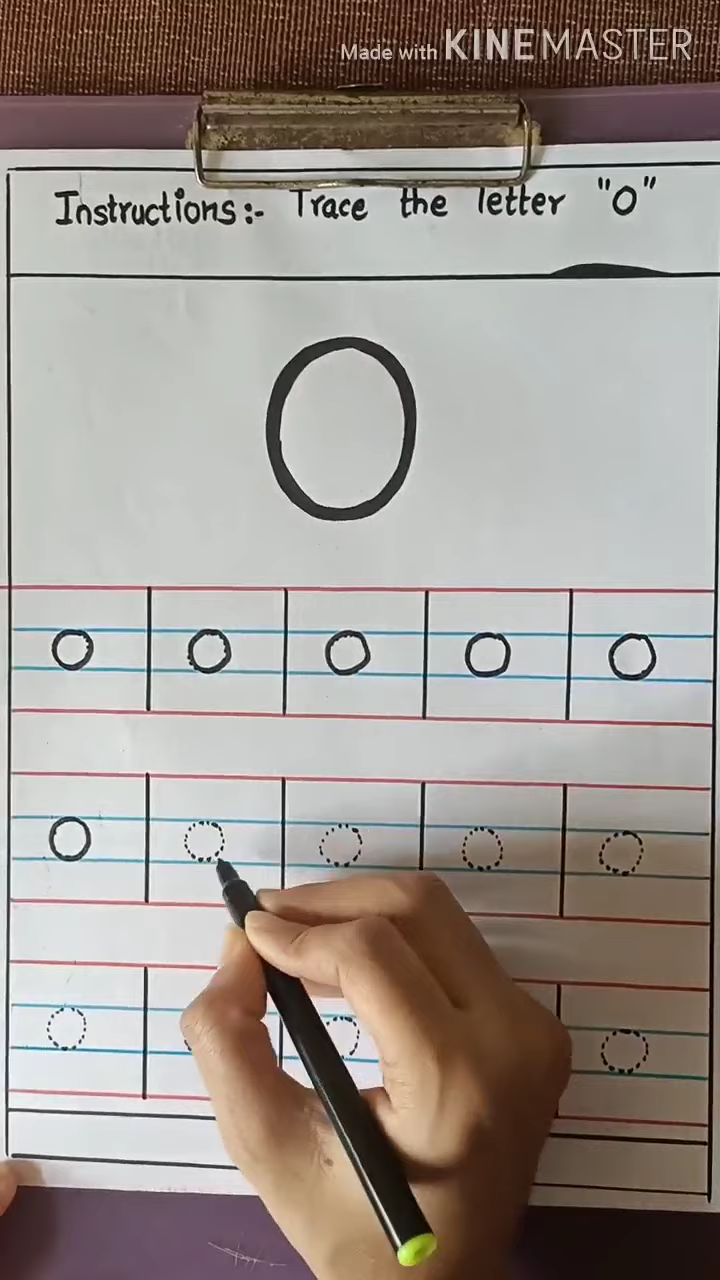 Made with KINEMASTER
Instructions:- Trace the letter "O"
O
o o o o o
o o o o o
o o o